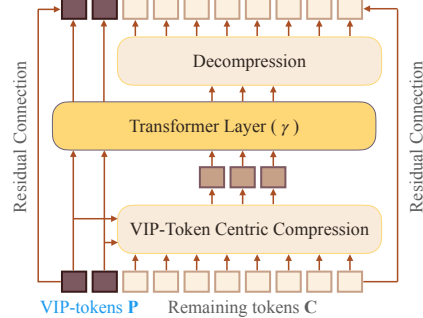 Decompression
Residual Connection
Transformer Layer ( γ )
Residual Connection
VIP-Token Centric Compression
VIP-tokens P
Remaining tokens C